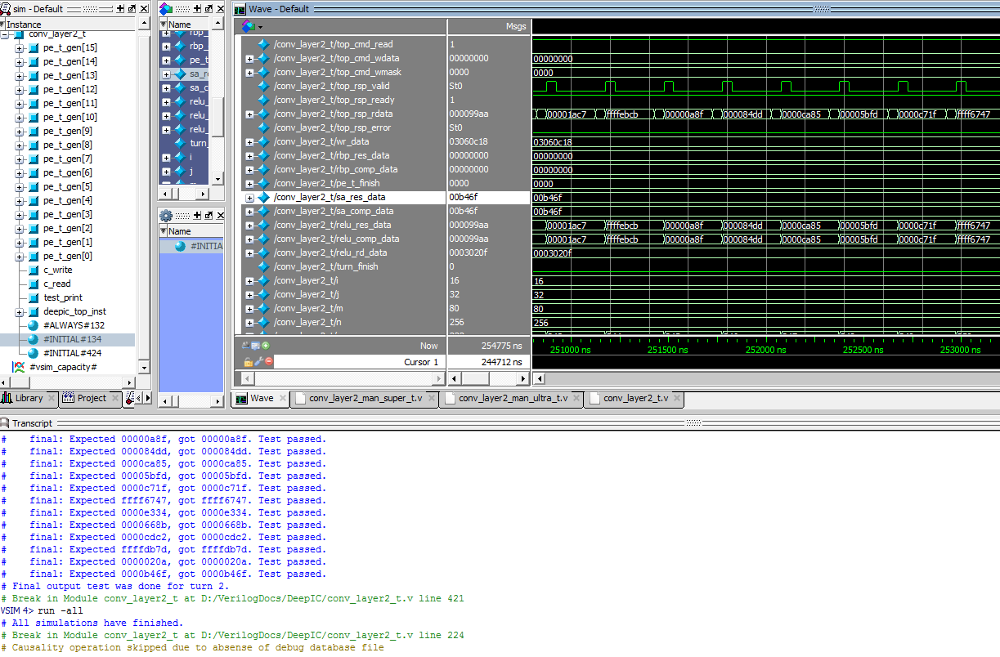 sim - Default
Instance
conv_layer2_t
pe_t_gen[15]
pe_t_gen[14]
pe_t_gen[13]
pe_t_gen[12]
pe_t_gen[11]
pe_t_gen[10]
pe_t_gen[9]
pe_t_gen[8]
pe_t_gen[7]
pe_t_gen[6]
pe_t_gen[5]
pe_t_gen[4]
pe_t_gen[3]
pe_t_gen[2]
pe_t_gen[1]
pe_t_gen[0]
c_write
c_read
test_print
deepic_top_inst
#ALWAYS#132
#INITIAL#134
#INITIAL#424
#vsim_capacity#
Library
Project
Name
rbp_
rbp_
pe_t
sa_r
sa_c
relu_
relu_
relu_
turn_
i
j
Name
#INITIA
Wave - Default
Msgs
/conv_layer2_t/top_cmd_read 1
/conv_layer2_t/top_cmd_wdata 00000000 00000000
/conv_layer2_t/top_cmd_wmask 0000 0000
/conv_layer2_t/top_rsp_valid St0
/conv_layer2_t/top_rsp_ready 1
/conv_layer2_t/top_rsp_rdata 000099aa 00001ac7 ffffebcb 00000a8f 000084dd 0000ca85 00005bfd 0000c71f ffff6747
/conv_layer2_t/top_rsp_error St0
/conv_layer2_t/wr_data 03060c18 03060c18
/conv_layer2_t/rbp_res_data 00000000 00000000
/conv_layer2_t/rbp_comp_data 00000000 00000000
/conv_layer2_t/pe_t_finish 0000 0000
/conv_layer2_t/sa_res_data 00b46f 00b46f
/conv_layer2_t/sa_comp_data 00b46f 00b46f
/conv_layer2_t/relu_res_data 000099aa 00001ac7 ffffebcb 00000a8f 000084dd 0000ca85 00005bfd 0000c71f ffff6747
/conv_layer2_t/relu_comp_data 000099aa 00001ac7 ffffebcb 00000a8f 000084dd 0000ca85 00005bfd 0000c71f ffff6747
/conv_layer2_t/relu_rd_data 0003020f 0003020f
/conv_layer2_t/turn_finish 0
/conv_layer2_t/i 16 16
/conv_layer2_t/j 32 32
/conv_layer2_t/m 80 80
/conv_layer2_t/n 256 256
Now 254775 ns
Cursor 1 244712 ns
251000 ns 251500 ns 252000 ns 252500 ns 253000 ns
Wave
conv_layer2_man_super_t.v
conv_layer2_man_ultra_t.v
conv_layer2_t.v
Transcript
# final: Expected 00000a8f, got 00000a8f. Test passed.
# final: Expected 000084dd, got 000084dd. Test passed.
# final: Expected 0000ca85, got 0000ca85. Test passed.
# final: Expected 00005bfd, got 00005bfd. Test passed.
# final: Expected 0000c71f, got 0000c71f. Test passed.
# final: Expected ffff6747, got ffff6747. Test passed.
# final: Expected 0000e334, got 0000e334. Test passed.
# final: Expected 0000668b, got 0000668b. Test passed.
# final: Expected 0000cdc2, got 0000cdc2. Test passed.
# final: Expected ffffdb7d, got ffffdb7d. Test passed.
# final: Expected 0000020a, got 0000020a. Test passed.
# final: Expected 0000b46f, got 0000b46f. Test passed.
# Final output test was done for turn 2.
# Break in Module conv_layer2_t at D:/VerilogDocs/DeepIC/conv_layer2_t.v line 421
VSIM 4> run -all
# All simulations have finished.
# Break in Module conv_layer2_t at D:/VerilogDocs/DeepIC/conv_layer2_t.v line 224
# Causality operation skipped due to absense of debug database file